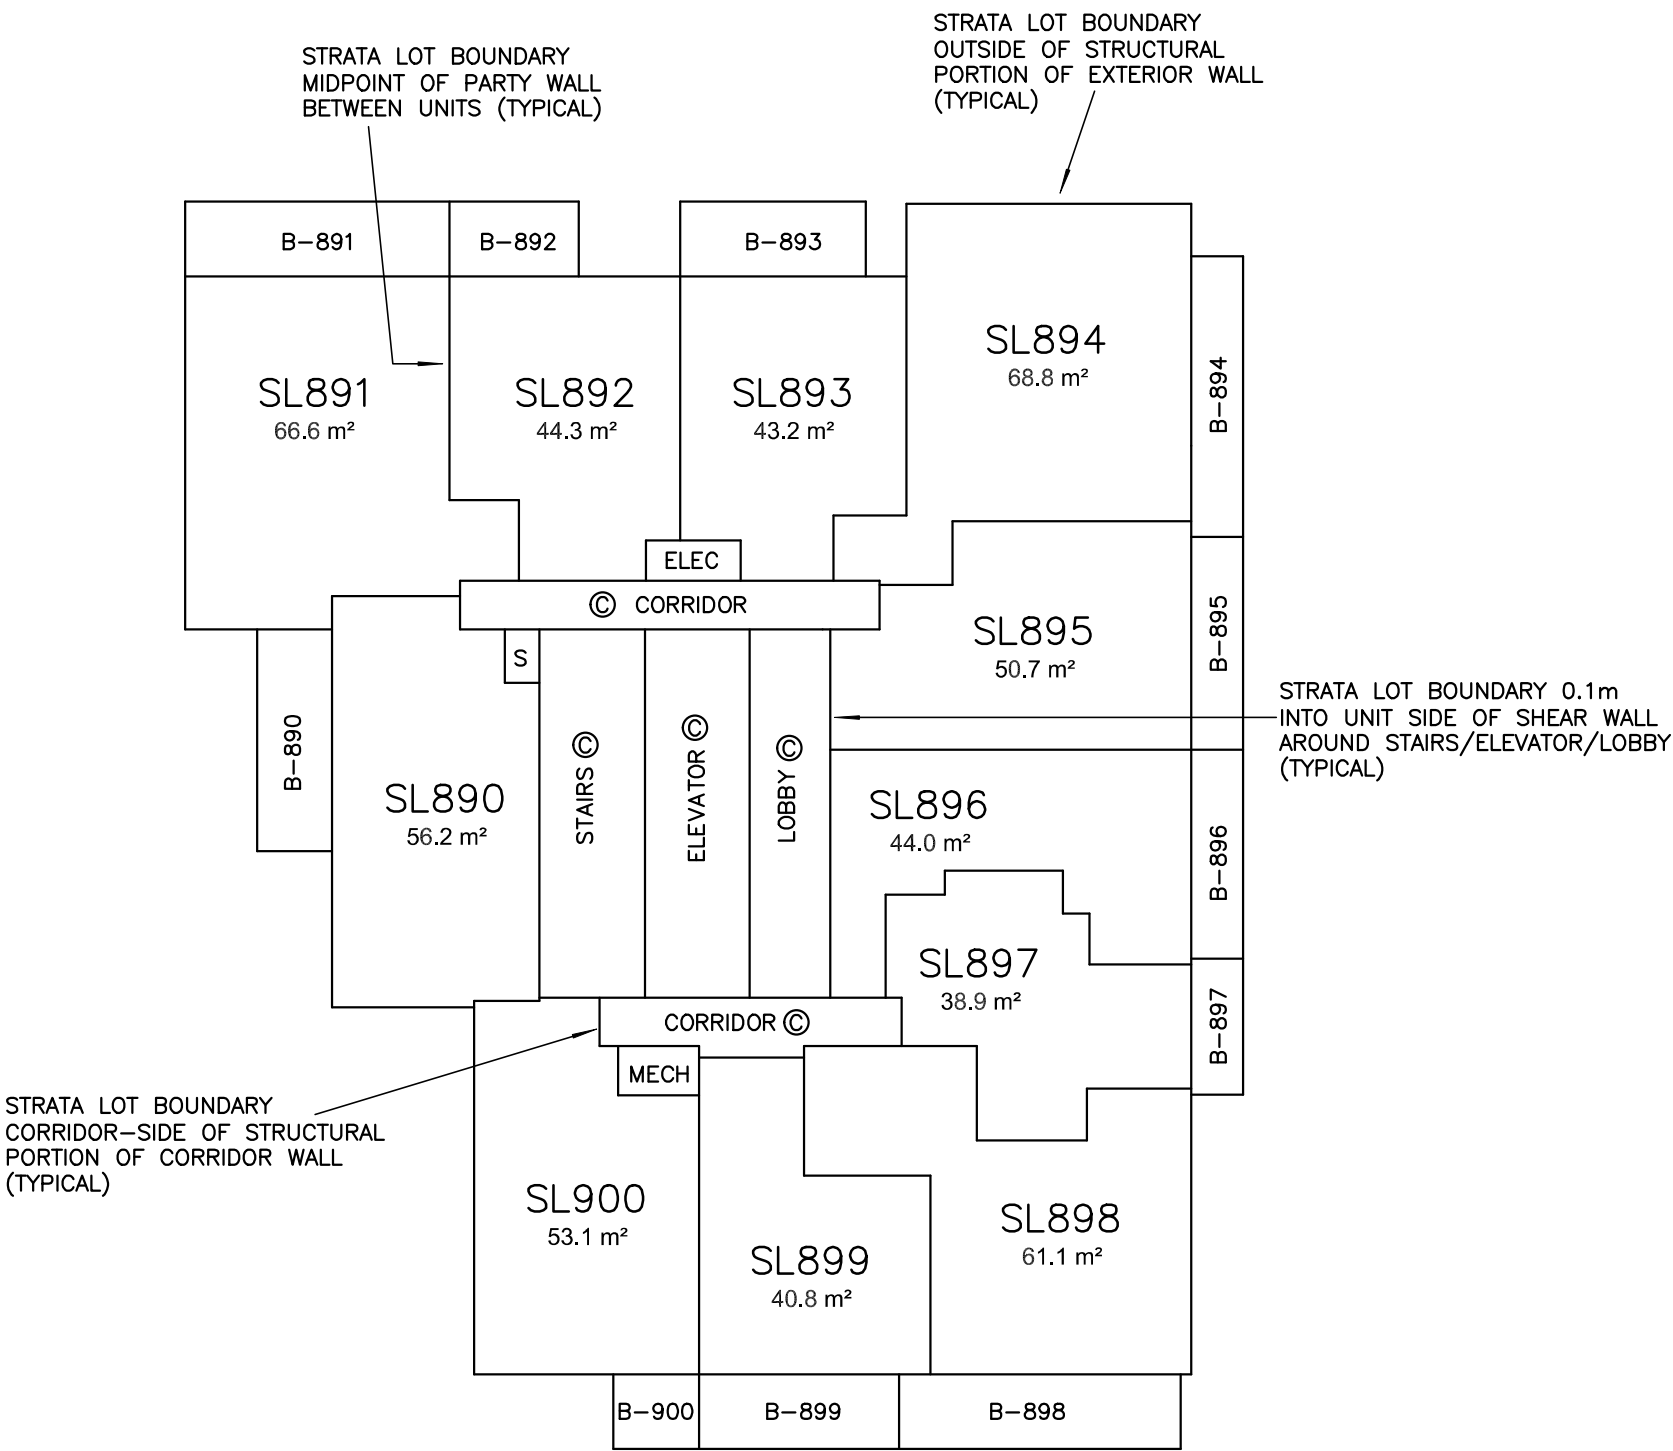 STRATA LOT BOUNDARY
OUTSIDE OF STRUCTURAL
PORTION OF EXTERIOR WALL
(TYPICAL)
STRATA LOT BOUNDARY
MIDPOINT OF PARTY WALL
BETWEEN UNITS (TYPICAL)
B-891
B-892
B-893
SL894
68.8 m²
B-894
SL891
66.6 m²
SL892
44.3 m²
SL893
43.2 m²
ELEC
© CORRIDOR
SL895
50.7 m²
B-895
S
STRATA LOT BOUNDARY 0.1m
INTO UNIT SIDE OF SHEAR WALL
AROUND STAIRS/ELEVATOR/LOBBY
(TYPICAL)
B-890
SL890
56.2 m²
STAIRS ©
ELEVATOR ©
LOBBY ©
SL896
44.0 m²
B-896
SL897
38.9 m²
B-897
CORRIDOR ©
MECH
STRATA LOT BOUNDARY
CORRIDOR-SIDE OF STRUCTURAL
PORTION OF CORRIDOR WALL
(TYPICAL)
SL900
53.1 m²
SL899
40.8 m²
SL898
61.1 m²
B-900
B-899
B-898